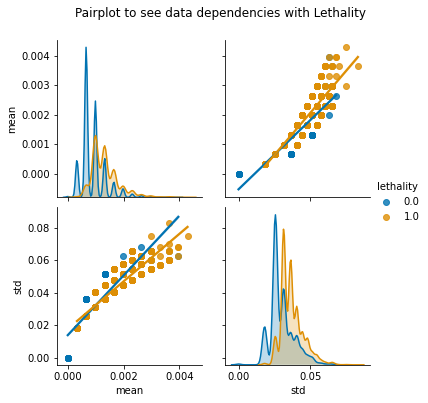 Pairplot to see data dependencies with Lethality
0.004
0.003
0.002
0.001
0.000
mean
lethality
0.0
1.0
0.08
0.06
0.04
0.02
0.00
std
0.000 0.002 0.004
mean
0.00 0.05
std